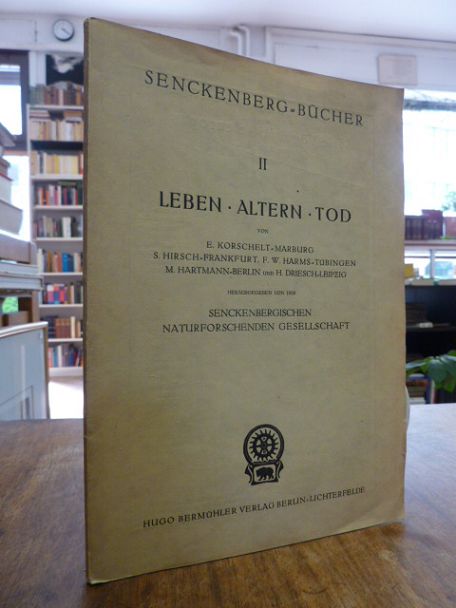 SENCKENBERG=BÜCHER
II
LEBEN · ALTERN · TOD
VON
E. KORSCHELT-MARBURG
S. HIRSCH-FRANKFURT, F. W. HARMS-TÜBINGEN
M. HARTMANN-BERLIN UND H. DRIESCH-LEIPZIG
HERAUSGEGEBEN VON DER
SENCKENBERGISCHEN
NATURFORSCHENDEN GESELLSCHAFT
HUGO BERMÜHLER VERLAG BERLIN-LICHTERFELDE